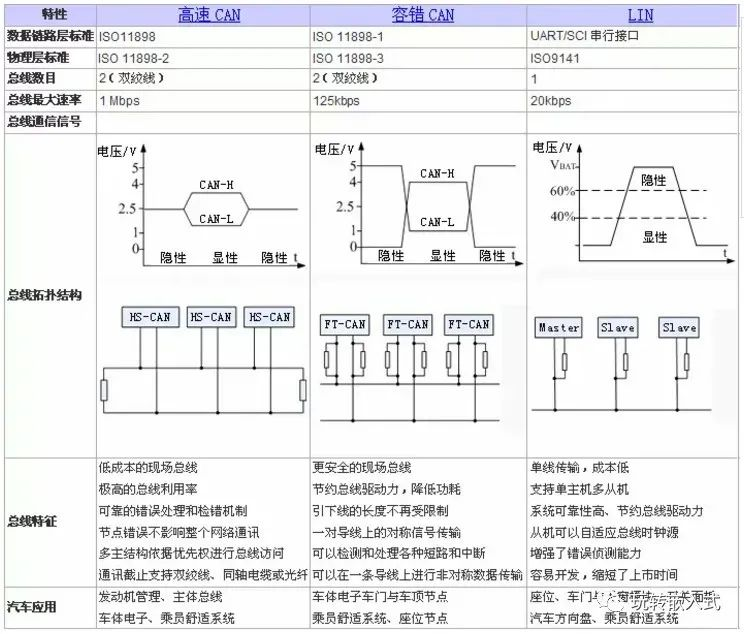 特性 高速 CAN 容错 CAN LIN
数据链路层标准 ISO11898 ISO 11898-1 UART/SCI 串行接口
物理层标准 ISO 11898-2 ISO 11898-3 ISO9141
总线数目 2（双绞线） 2（双绞线） 1
总线最大速率 1 Mbps 125kbps 20kbps
总线通信信号
总线拓扑结构
电压/V
5
4
2.5
1
0
CAN-H
CAN-L
隐性 显性 隐性 t
电压/V
5
4
2.5
1
0
CAN-H
CAN-L
隐性 显性 隐性 t
电压/V
VBAT
60%
40%
隐性
显性
t
HS-CAN HS-CAN HS-CAN
FT-CAN FT-CAN FT-CAN
Master Slave Slave
总线特征
低成本的现场总线
极高的总线利用率
可靠的错误处理和检错机制
节点错误不影响整个网络通讯
多主结构依据优先权进行总线访问
通讯截止支持双绞线、同轴电缆或光纤
更安全的现场总线
节约总线驱动力，降低功耗
引下线的长度不再受限制
一对导线上的对称信号传输
可以检测和处理各种短路和中断
可以在一条导线上进行非对称数据传输
单线传输，成本低
支持单主机多从机
系统可靠性高、节约总线驱动力
从机可以自适应总线时钟源
增强了错误侦测能力
容易开发，缩短了上市时间
汽车应用
发动机管理、主体总线
车体电子、乘员舒适系统
车体电子车门与车顶节点
乘员舒适系统、座位节点
座位、车门与
汽车方向盘、乘员舒适系统
玩转嵌入式